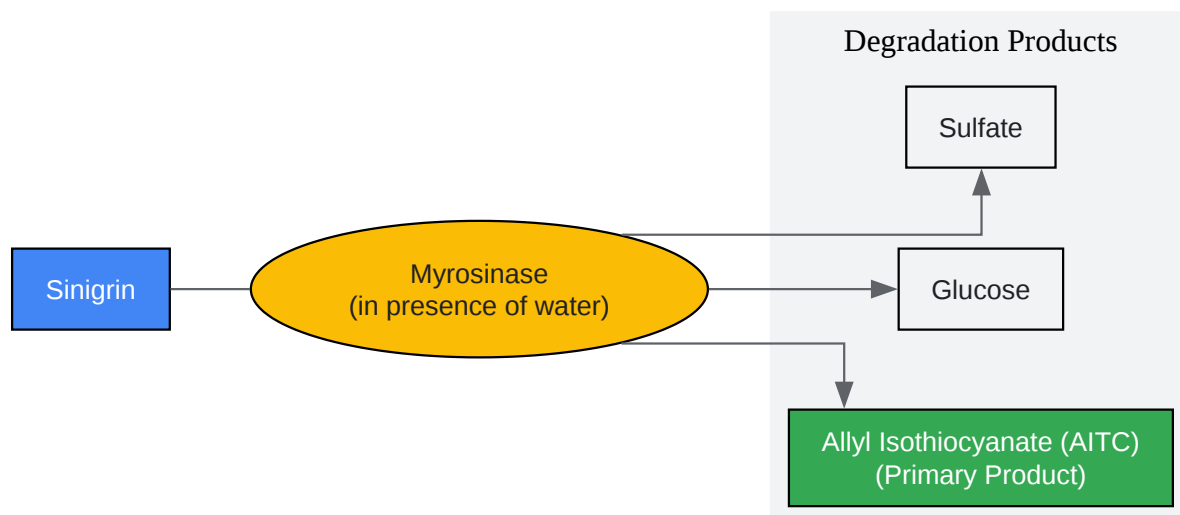 Degradation Products
Sulfate
Sinigrin
Myrosinase
(in presence of water)
Glucose
Allyl Isothiocyanate (AITC)
(Primary Product)